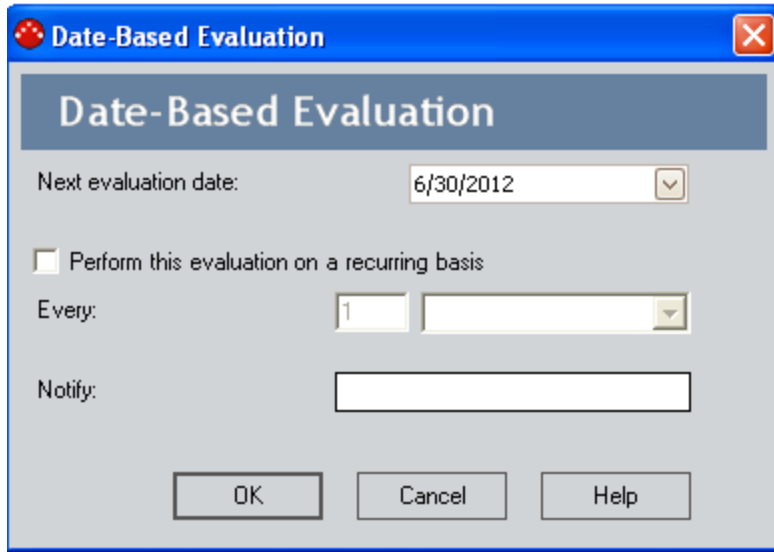 Date-Based Evaluation
Date-Based Evaluation
Next evaluation date: 6/30/2012
Perform this evaluation on a recurring basis
Every: 1
Notify:
OK Cancel Help